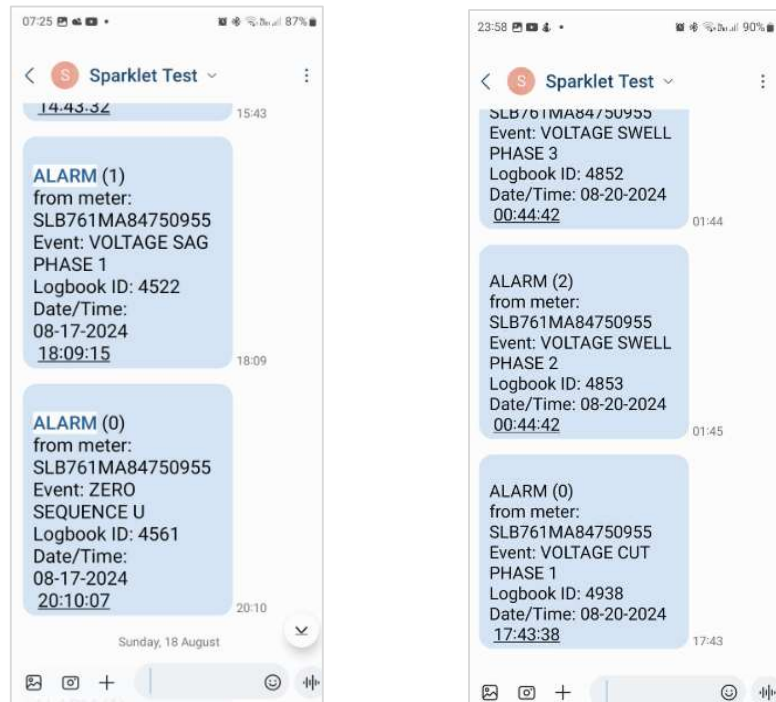 07:25
87%
S Sparklet Test
14:43:32
15:43
ALARM (1)
from meter:
SLB761MA84750955
Event: VOLTAGE SAG
PHASE 1
Logbook ID: 4522
Date/Time:
08-17-2024
18:09:15
18:09
ALARM (0)
from meter:
SLB761MA84750955
Event: ZERO
SEQUENCE U
Logbook ID: 4561
Date/Time:
08-17-2024
20:10:07
20:10
Sunday, 18 August
23:58
90%
S Sparklet Test
SLB761MA84750955
Event: VOLTAGE SWELL
PHASE 3
Logbook ID: 4852
Date/Time: 08-20-2024
00:44:42
01:44
ALARM (2)
from meter:
SLB761MA84750955
Event: VOLTAGE SWELL
PHASE 2
Logbook ID: 4853
Date/Time: 08-20-2024
00:44:42
01:45
ALARM (0)
from meter:
SLB761MA84750955
Event: VOLTAGE CUT
PHASE 1
Logbook ID: 4938
Date/Time: 08-20-2024
17:43:38
17:43